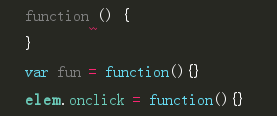 function () {
}
var fun = function(){}
elem.onclick = function(){}